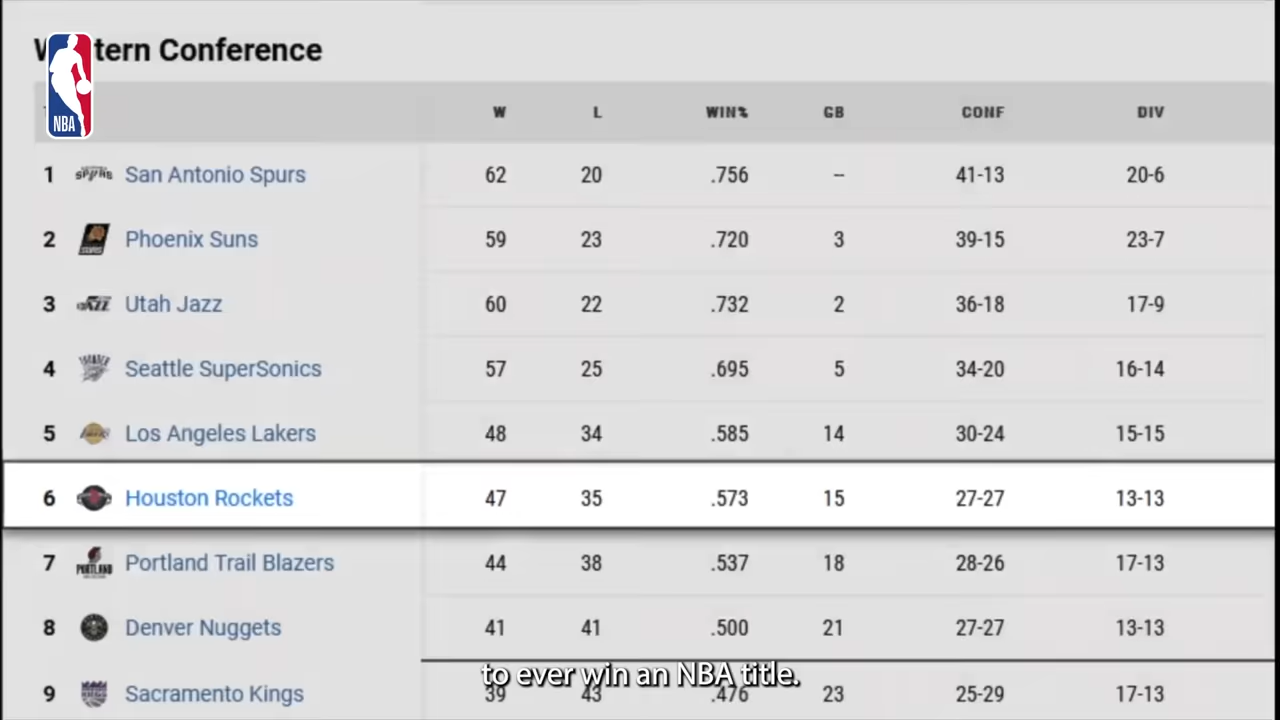 Western Conference
NBA
W L WIN% GB CONF DIV
1 San Antonio Spurs 62 20 .756 – 41-13 20-6
2 Phoenix Suns 59 23 .720 3 39-15 23-7
3 Utah Jazz 60 22 .732 2 36-18 17-9
4 Seattle SuperSonics 57 25 .695 5 34-20 16-14
5 Los Angeles Lakers 48 34 .585 14 30-24 15-15
6 Houston Rockets 47 35 .573 15 27-27 13-13
7 PORTLAND Portland Trail Blazers 44 38 .537 18 28-26 17-13
8 Denver Nuggets 41 41 .500 21 27-27 13-13
to ever win an NBA title.
9 Sacramento Kings 39 43 .476 23 25-29 17-13